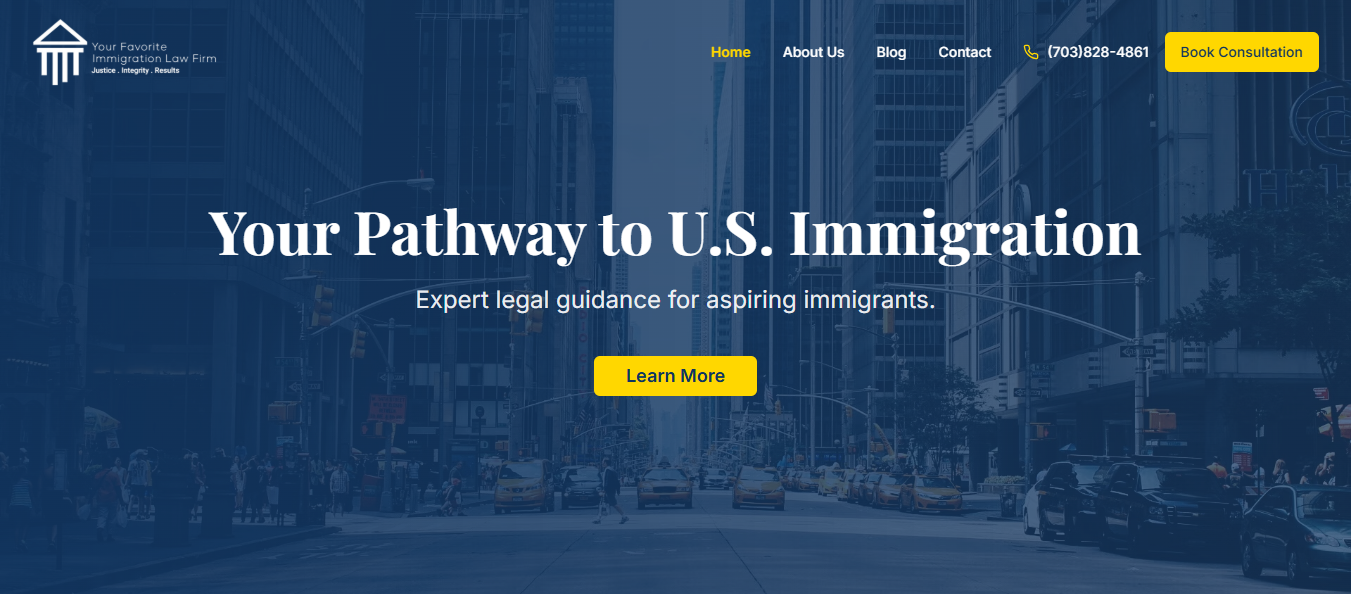 Your Favorite
Immigration Law Firm
Justice . Integrity . Results
Home
About Us
Blog
Contact
(703)828-4861
Book Consultation
Your Pathway to U.S. Immigration
Expert legal guidance for aspiring immigrants.
Learn More